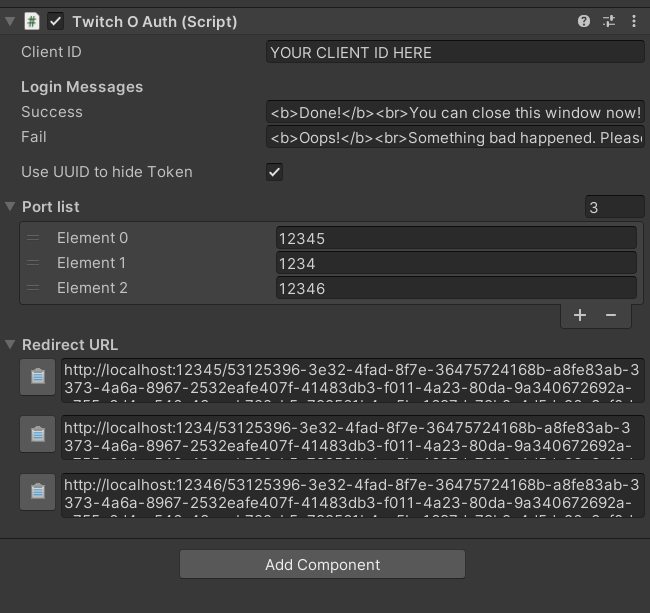 Twitch O Auth (Script)
Client ID
YOUR CLIENT ID HERE
Login Messages
Success
<b>Done!</b><br>You can close this window now!
Fail
<b>Oops!</b><br>Something bad happened. Please
Use UUID to hide Token
Port list
3
Element 0
12345
Element 1
1234
Element 2
12346
Redirect URL
http://localhost:12345/53125396-3e32-4fad-8f7e-36475724168b-a8fe83ab-3
373-4a6a-8967-2532eafe407f-41483db3-f011-4a23-80da-9a340672692a-
http://localhost:1234/53125396-3e32-4fad-8f7e-36475724168b-a8fe83ab-
3373-4a6a-8967-2532eafe407f-41483db3-f011-4a23-80da-9a340672692a-
http://localhost:12346/53125396-3e32-4fad-8f7e-36475724168b-a8fe83ab-3
373-4a6a-8967-2532eafe407f-41483db3-f011-4a23-80da-9a340672692a-
Add Component